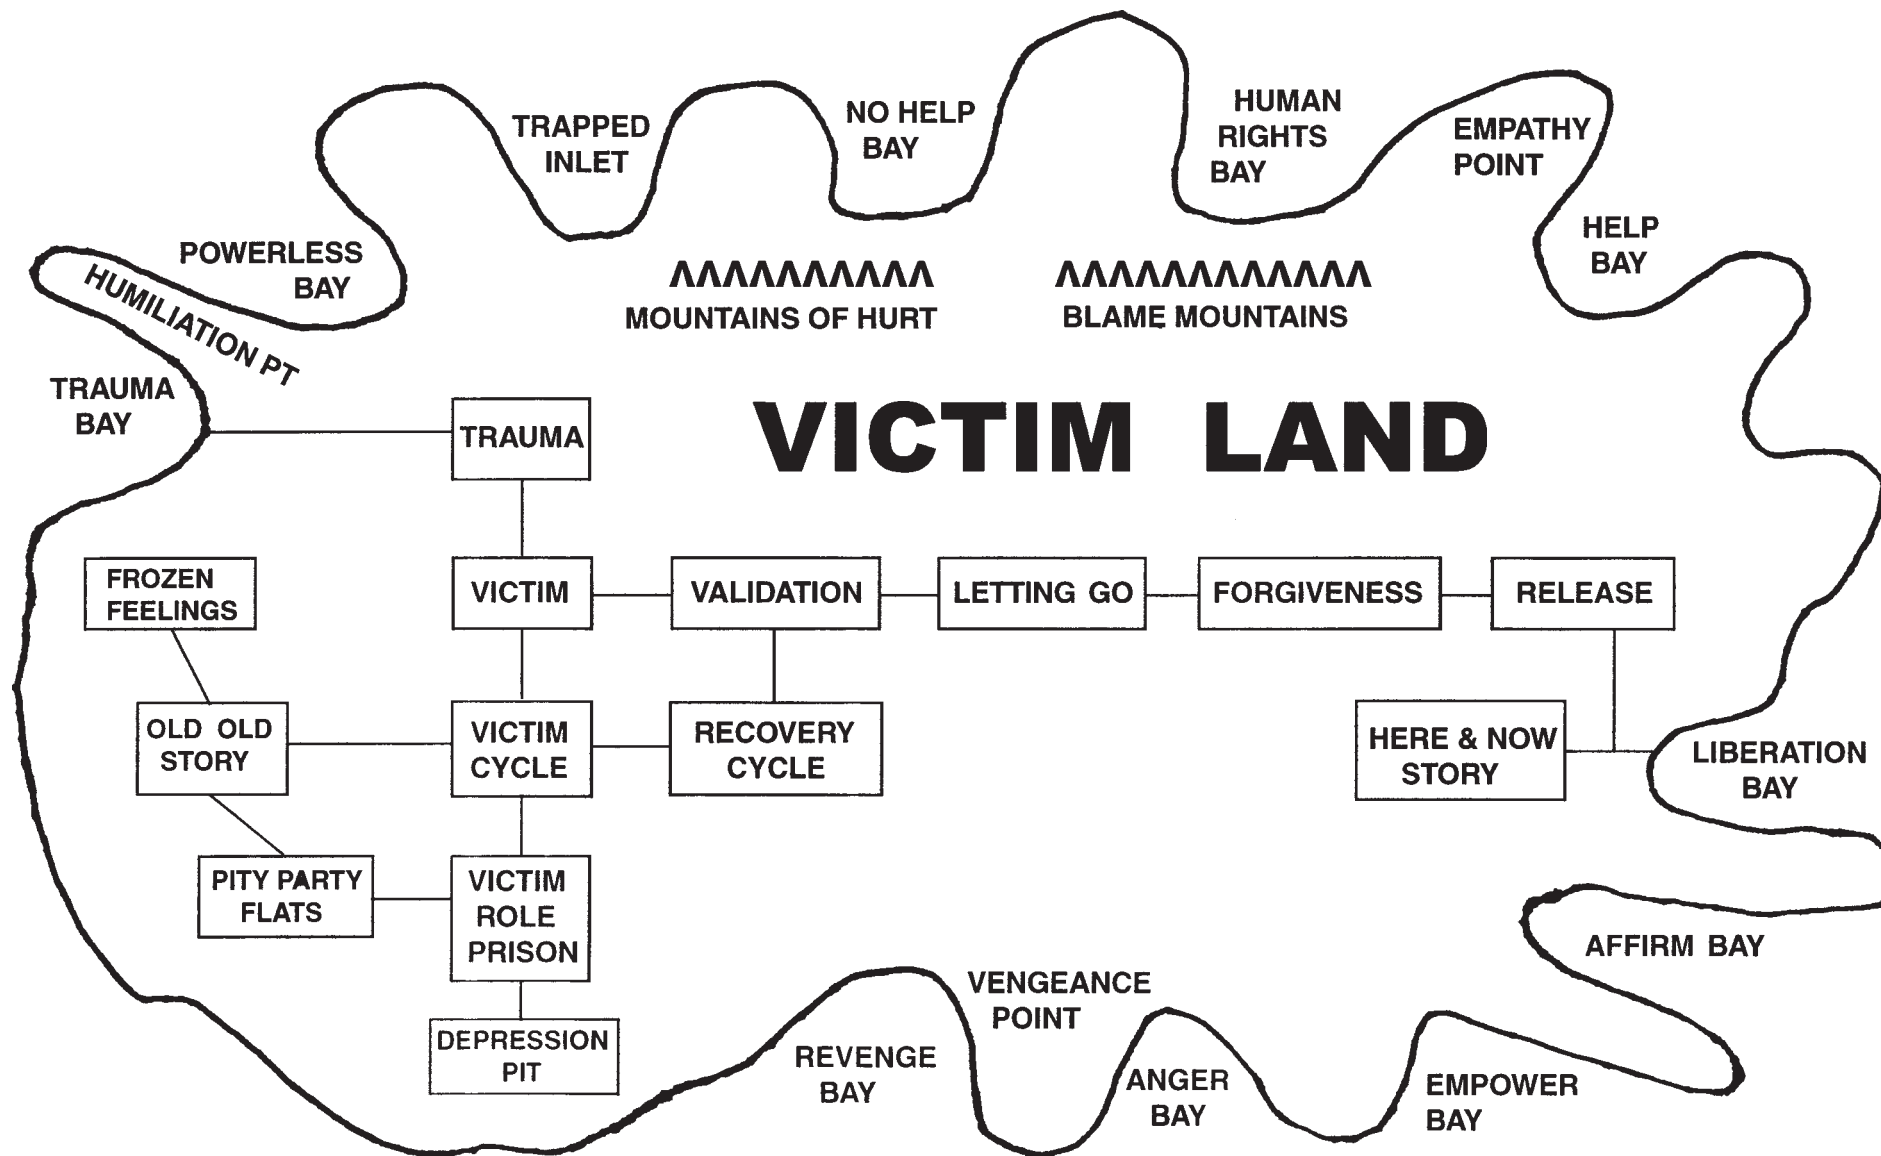 TRAPPED
INLET
NO HELP
BAY
HUMAN
RIGHTS
BAY
EMPATHY
POINT
HELP
BAY
POWERLESS
BAY
HUMILIATION PT
TRAUMA
BAY
MOUNTAINS OF HURT
BLAME MOUNTAINS
VICTIM LAND
TRAUMA
FROZEN
FEELINGS
VICTIM
VALIDATION
LETTING GO
FORGIVENESS
RELEASE
OLD OLD
STORY
VICTIM
CYCLE
RECOVERY
CYCLE
HERE & NOW
STORY
LIBERATION
BAY
PITY PARTY
FLATS
VICTIM
ROLE
PRISON
DEPRESSION
PIT
AFFIRM BAY
VENGEANCE
POINT
REVENGE
BAY
ANGER
BAY
EMPOWER
BAY